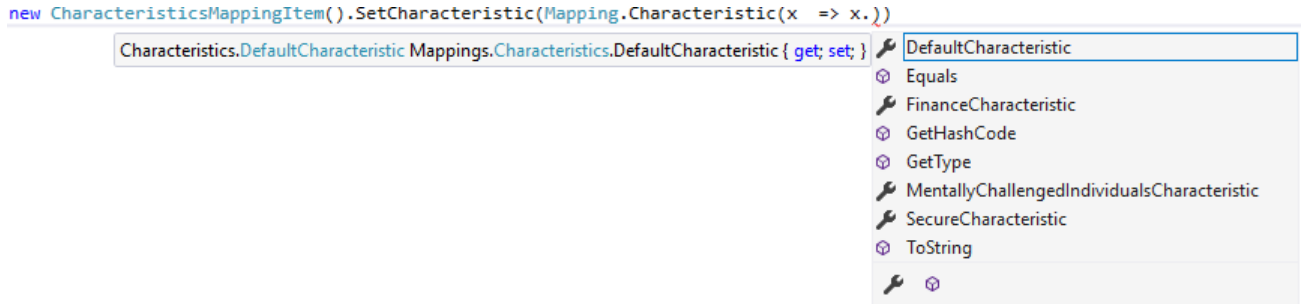 new CharacteristicsMappingItem().SetCharacteristic(Mapping.Characteristic(x  => x.))
Characteristics.DefaultCharacteristic Mappings.Characteristics.DefaultCharacteristic { get; set; }
DefaultCharacteristic
Equals
FinanceCharacteristic
GetHashCode
GetType
MentallyChallengedIndividualsCharacteristic
SecureCharacteristic
ToString